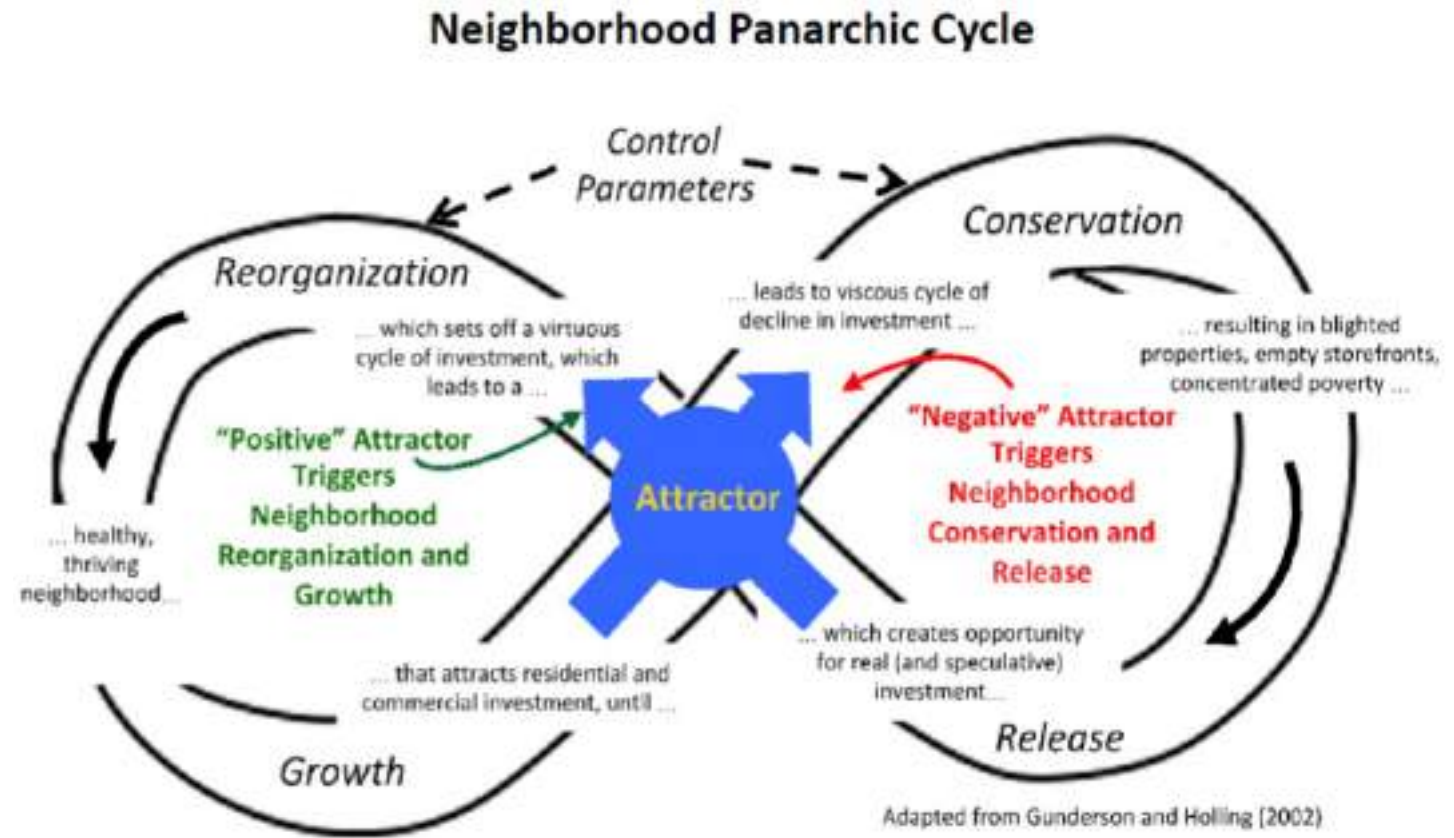 Neighborhood Panarchic Cycle
Control
Parameters
Conservation
Reorganization
... leads to viscous cycle of
decline in investment ...
... which sets off a virtuous
cycle of investment, which
leads to a ...
... resulting in blighted
properties, empty storefronts,
concentrated poverty ...
"Positive" Attractor
Triggers
Neighborhood
Reorganization and
Growth
Attractor
"Negative" Attractor
Triggers
Neighborhood
Conservation and
Release
... healthy,
thriving
neighborhood...
... which creates opportunity
for real (and speculative)
investment...
... that attracts residential and
commercial investment, until ...
Growth
Release
Adapted from Gunderson and Holling (2002)